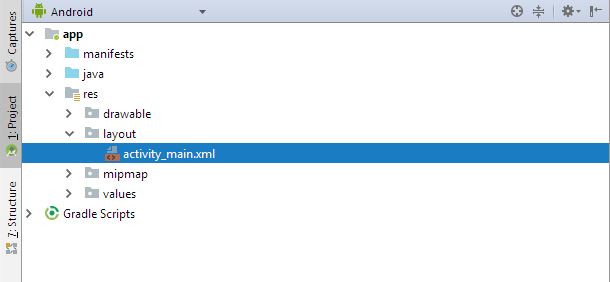 Android
Captures
1: Project
7: Structure
app
manifests
java
res
drawable
layout
activity_main.xml
mipmap
values
Gradle Scripts